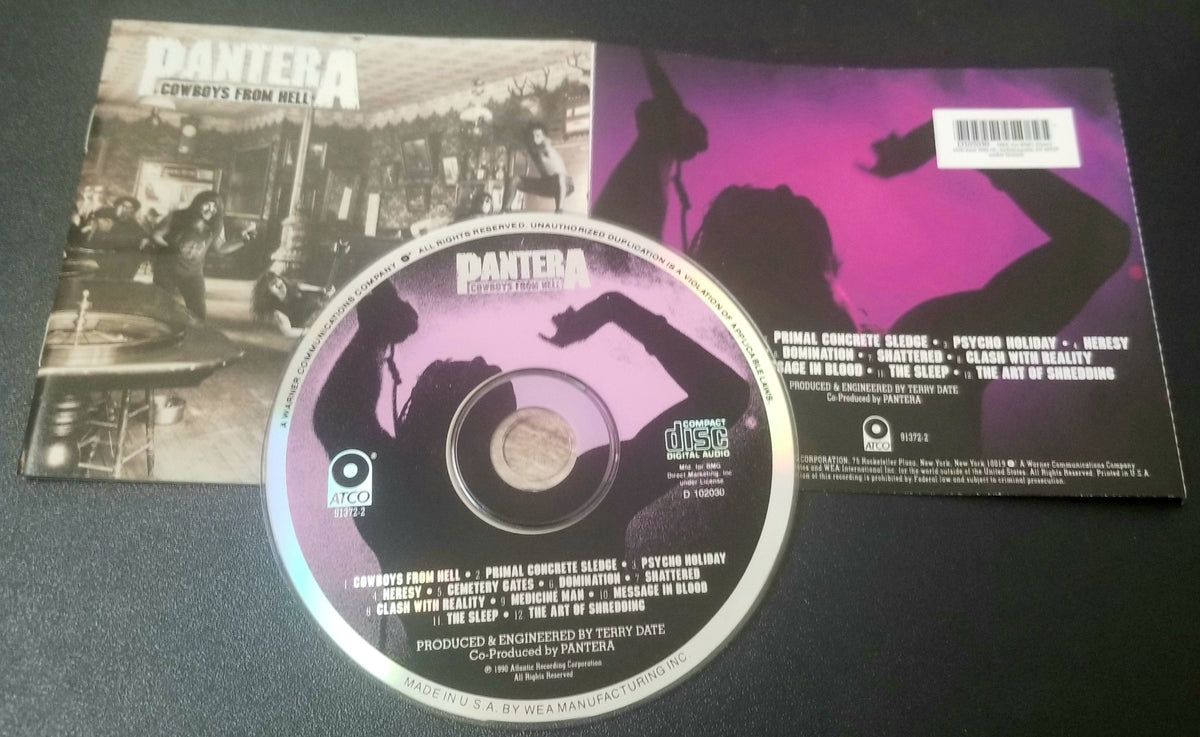 PANTERA
COWBOYS FROM HELL
D102030
PRIMAL CONCRETE SLEDGE • 3 PSYCHO HOLIDAY • 4 HERESY
DOMINATION • 7 SHATTERED • 8 CLASH WITH REALITY
SAGE IN BLOOD • 11 THE SLEEP • 12 THE ART OF SHREDDING
PRODUCED & ENGINEERED BY TERRY DATE
Co-Produced by PANTERA
ATCO
91372-2
CORPORATION, 75 Rockefeller Plaza, New York, New York 10019 A Warner Communications Company
and WEA International Inc. for the world outside of the United States. All Rights Reserved. Printed in U.S.A.
of this recording is prohibited by Federal law and subject to criminal prosecution.
A WARNER COMMUNICATIONS COMPANY ALL RIGHTS RESERVED. UNAUTHORIZED DUPLICATION IS A VIOLATION OF APPLICABLE LAWS.
PANTERA
COWBOYS FROM HELL
COMPACT
disc
DIGITAL AUDIO
Mfd. for BMG
Direct Marketing, Inc
under License
D 102030
ATCO®
91372-2
1 COWBOYS FROM HELL • 2 PRIMAL CONCRETE SLEDGE • 3 PSYCHO HOLIDAY
4 HERESY • 5 CEMETERY GATES • 6 DOMINATION • 7 SHATTERED
8 CLASH WITH REALITY • 9 MEDICINE MAN • 10 MESSAGE IN BLOOD
11 THE SLEEP • 12 THE ART OF SHREDDING
PRODUCED & ENGINEERED BY TERRY DATE
Co-Produced by PANTERA
℗ 1990 Atlantic Recording Corporation
All Rights Reserved
MADE IN U.S.A. BY WEA MANUFACTURING INC.